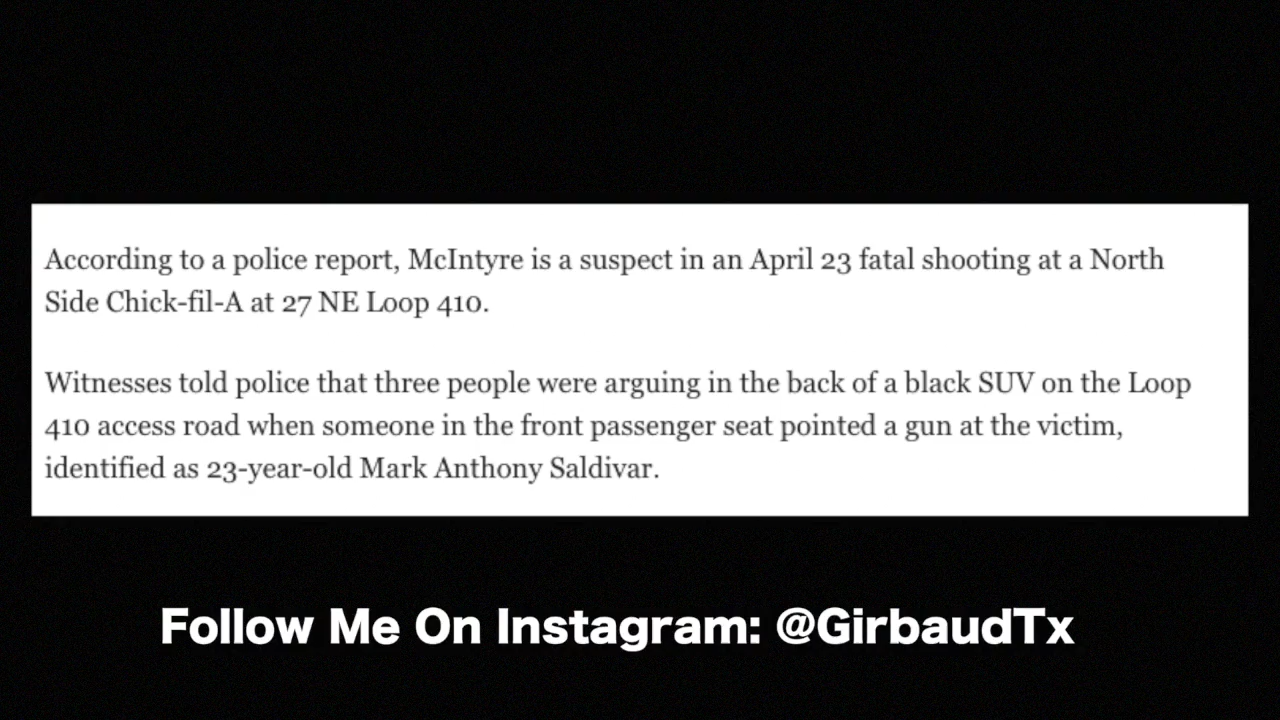 According to a police report, McIntyre is a suspect in an April 23 fatal shooting at a North
Side Chick-fil-A at 27 NE Loop 410.
Witnesses told police that three people were arguing in the back of a black SUV on the Loop
410 access road when someone in the front passenger seat pointed a gun at the victim,
identified as 23-year-old Mark Anthony Saldivar.
Follow Me On Instagram: @GirbaudTx